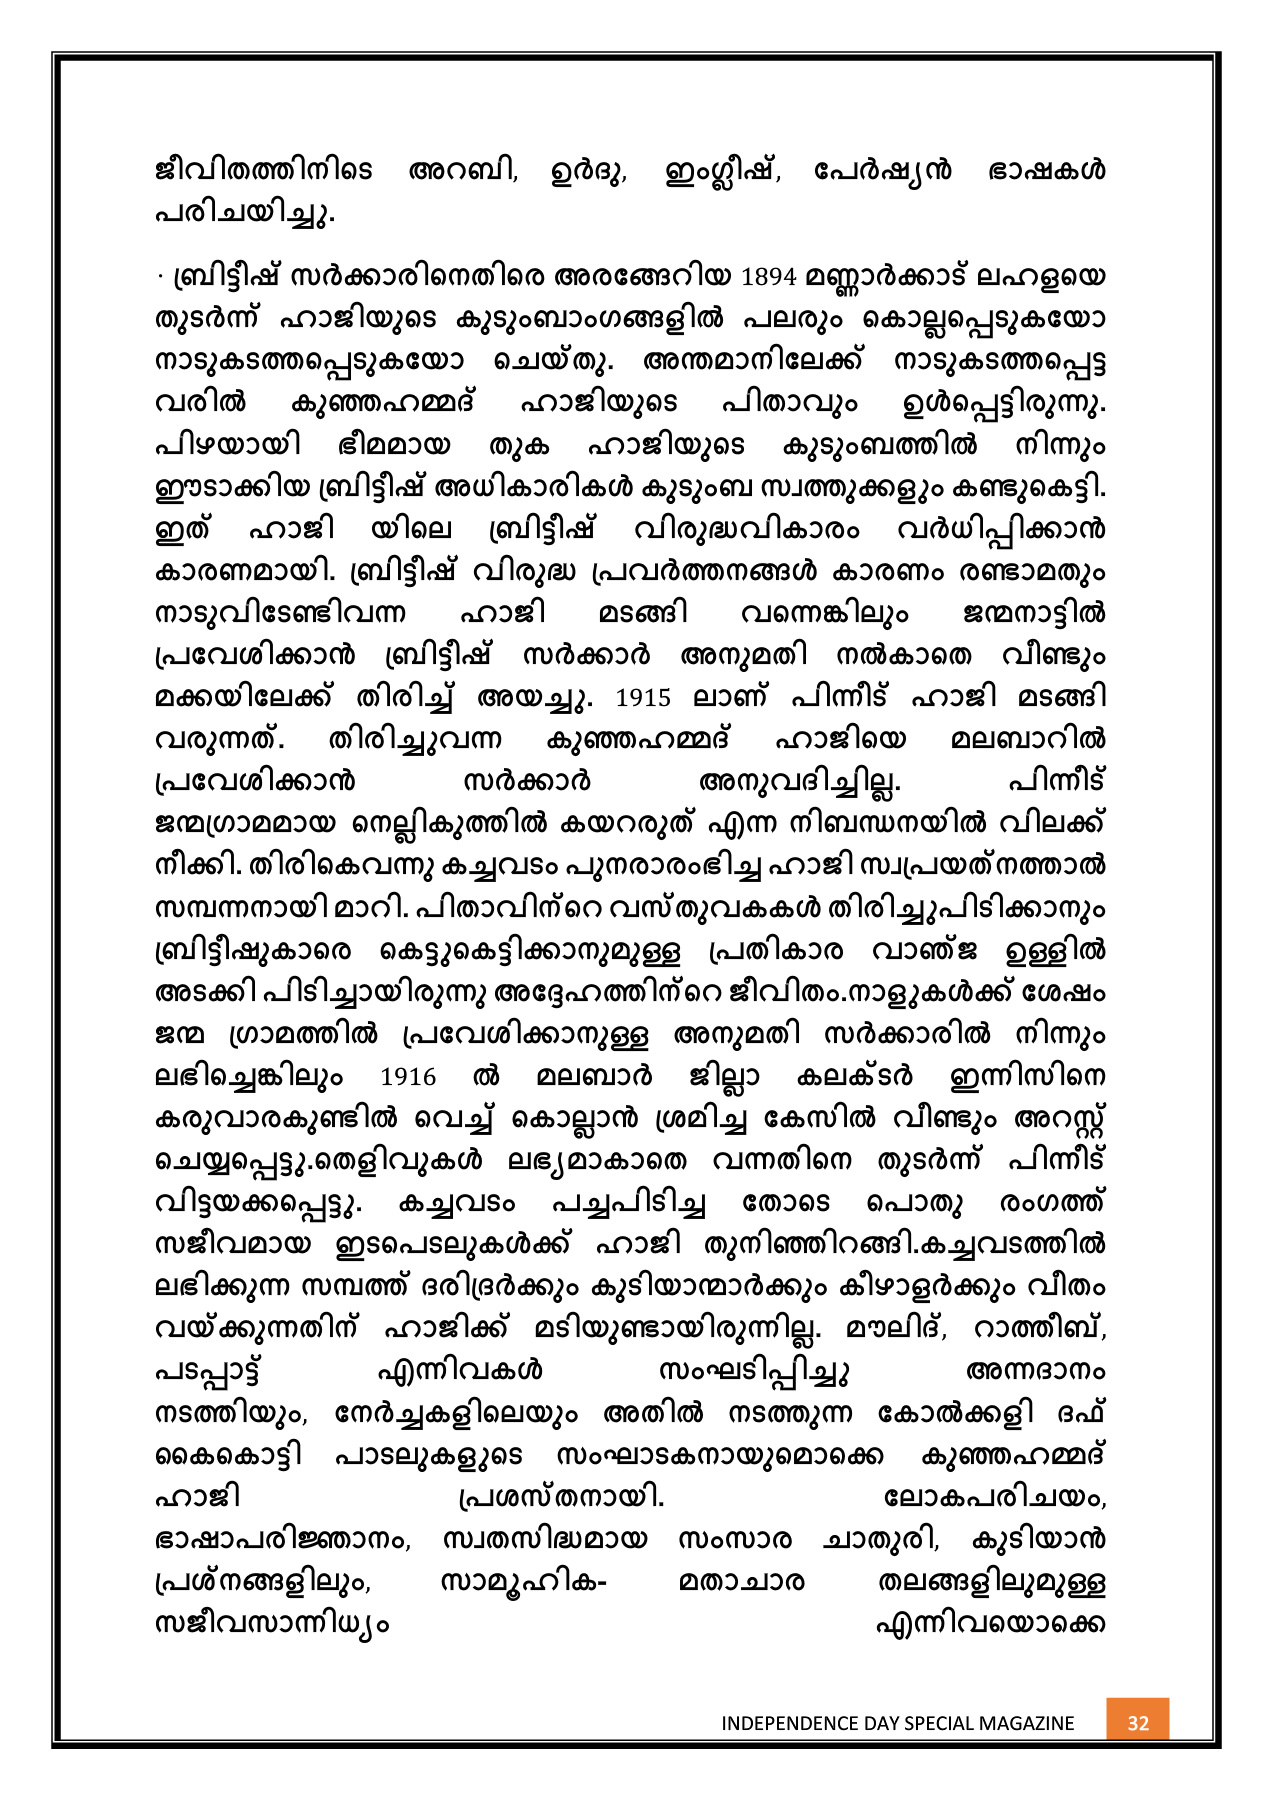 ജീവിതത്തിനിടെ അറബി, ഉർദു, ഇംഗ്ലീഷ്, പേർഷ്യൻ ഭാഷകൾ
പരിചയിച്ചു.
· ബ്രിട്ടീഷ് സർക്കാരിനെതിരെ അരങ്ങേറിയ 1894 മണ്ണാർക്കാട് ലഹളയെ
തുടർന്ന് ഹാജിയുടെ കുടുംബാംഗങ്ങളിൽ പലരും കൊല്ലപ്പെടുകയോ
നാടുകടത്തപ്പെടുകയോ ചെയ്തു. അന്തമാനിലേക്ക് നാടുകടത്തപ്പെട്ട
വരിൽ കുഞ്ഞഹമ്മദ് ഹാജിയുടെ പിതാവും ഉൾപ്പെട്ടിരുന്നു.
പിഴയായി ഭീമമായ തുക ഹാജിയുടെ കുടുംബത്തിൽ നിന്നും
ഈടാക്കിയ ബ്രിട്ടീഷ് അധികാരികൾ കുടുംബ സ്വത്തുക്കളും കണ്ടുകെട്ടി.
ഇത് ഹാജി യിലെ ബ്രിട്ടീഷ് വിരുദ്ധവികാരം വർധിപ്പിക്കാൻ
കാരണമായി. ബ്രിട്ടീഷ് വിരുദ്ധ പ്രവർത്തനങ്ങൾ കാരണം രണ്ടാമതും
നാടുവിടേണ്ടിവന്ന ഹാജി മടങ്ങി വന്നെങ്കിലും ജന്മനാട്ടിൽ
പ്രവേശിക്കാൻ ബ്രിട്ടീഷ് സർക്കാർ അനുമതി നൽകാതെ വീണ്ടും
മക്കയിലേക്ക് തിരിച്ച് അയച്ചു. 1915 ലാണ് പിന്നീട് ഹാജി മടങ്ങി
വരുന്നത്. തിരിച്ചുവന്ന കുഞ്ഞഹമ്മദ് ഹാജിയെ മലബാറിൽ
പ്രവേശിക്കാൻ സർക്കാർ അനുവദിച്ചില്ല. പിന്നീട്
ജന്മഗ്രാമമായ നെല്ലികുത്തിൽ കയറരുത് എന്ന നിബന്ധനയിൽ വിലക്ക്
നീക്കി. തിരികെവന്നു കച്ചവടം പുനരാരംഭിച്ച ഹാജി സ്വപ്രയത്നത്താൽ
സമ്പന്നനായി മാറി. പിതാവിന്റെ വസ്തുവകകൾ തിരിച്ചുപിടിക്കാനും
ബ്രിട്ടീഷുകാരെ കെട്ടുകെട്ടിക്കാനുമുള്ള പ്രതികാര വാഞ്ജ ഉള്ളിൽ
അടക്കി പിടിച്ചായിരുന്നു അദ്ദേഹത്തിന്റെ ജീവിതം.നാളുകൾക്ക് ശേഷം
ജന്മ ഗ്രാമത്തിൽ പ്രവേശിക്കാനുള്ള അനുമതി സർക്കാരിൽ നിന്നും
ലഭിച്ചെങ്കിലും 1916 ൽ മലബാർ ജില്ലാ കലക്ടർ ഇന്നിസിനെ
കരുവാരകുണ്ടിൽ വെച്ച് കൊല്ലാൻ ശ്രമിച്ച കേസിൽ വീണ്ടും അറസ്റ്റ്
ചെയ്യപ്പെട്ടു.തെളിവുകൾ ലഭ്യമാകാതെ വന്നതിനെ തുടർന്ന് പിന്നീട്
വിട്ടയക്കപ്പെട്ടു. കച്ചവടം പച്ചപിടിച്ച തോടെ പൊതു രംഗത്ത്
സജീവമായ ഇടപെടലുകൾക്ക് ഹാജി തുനിഞ്ഞിറങ്ങി.കച്ചവടത്തിൽ
ലഭിക്കുന്ന സമ്പത്ത് ദരിദ്രർക്കും കുടിയാന്മാർക്കും കീഴാളർക്കും വീതം
വയ്ക്കുന്നതിന് ഹാജിക്ക് മടിയുണ്ടായിരുന്നില്ല. മൗലിദ്, റാത്തീബ്,
പടപ്പാട്ട് എന്നിവകൾ സംഘടിപ്പിച്ചു അന്നദാനം
നടത്തിയും, നേർച്ചകളിലെയും അതിൽ നടത്തുന്ന കോൽക്കളി ദഫ്
കൈകൊട്ടി പാടലുകളുടെ സംഘാടകനായുമൊക്കെ കുഞ്ഞഹമ്മദ്
ഹാജി പ്രശസ്തനായി. ലോകപരിചയം,
ഭാഷാപരിജ്ഞാനം, സ്വതസിദ്ധമായ സംസാര ചാതുരി, കുടിയാൻ
പ്രശ്നങ്ങളിലും, സാമൂഹിക- മതാചാര തലങ്ങളിലുമുള്ള
സജീവസാന്നിധ്യം എന്നിവയൊക്കെ
INDEPENDENCE DAY SPECIAL MAGAZINE 32